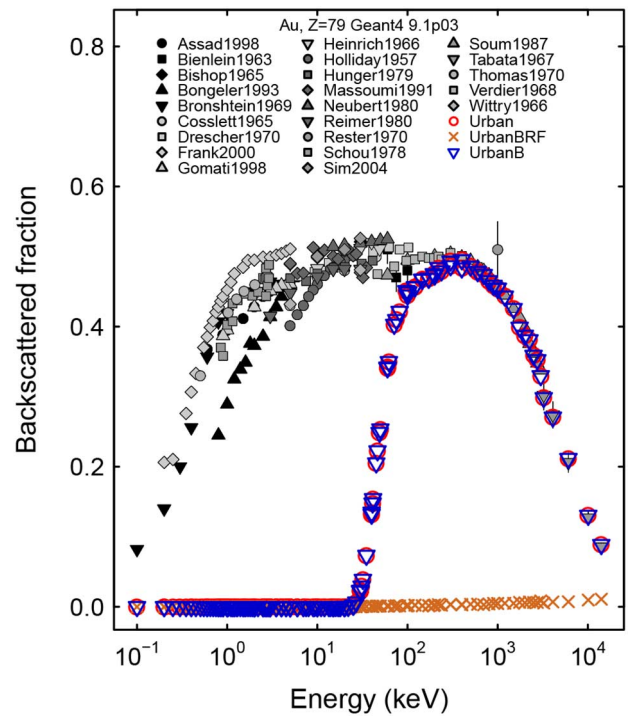 Au, Z=79 Geant4 9.1p03
Assad1998 Heinrich1966 Soum1987
Bienlein1963 Holliday1957 Tabata1967
Bishop1965 Hunger1979 Thomas1970
Bongeler1993 Massoumi1991 Verdier1968
Bronshtein1969 Neubert1980 Wittry1966
Cosslett1965 Reimer1980 Urban
Drescher1970 Rester1970 UrbanBRF
Frank2000 Schou1978 UrbanB
Gomati1998 Sim2004
Backscattered fraction
0.8
0.6
0.4
0.2
0.0
10⁻¹ 10⁰ 10¹ 10² 10³ 10⁴
Energy (keV)